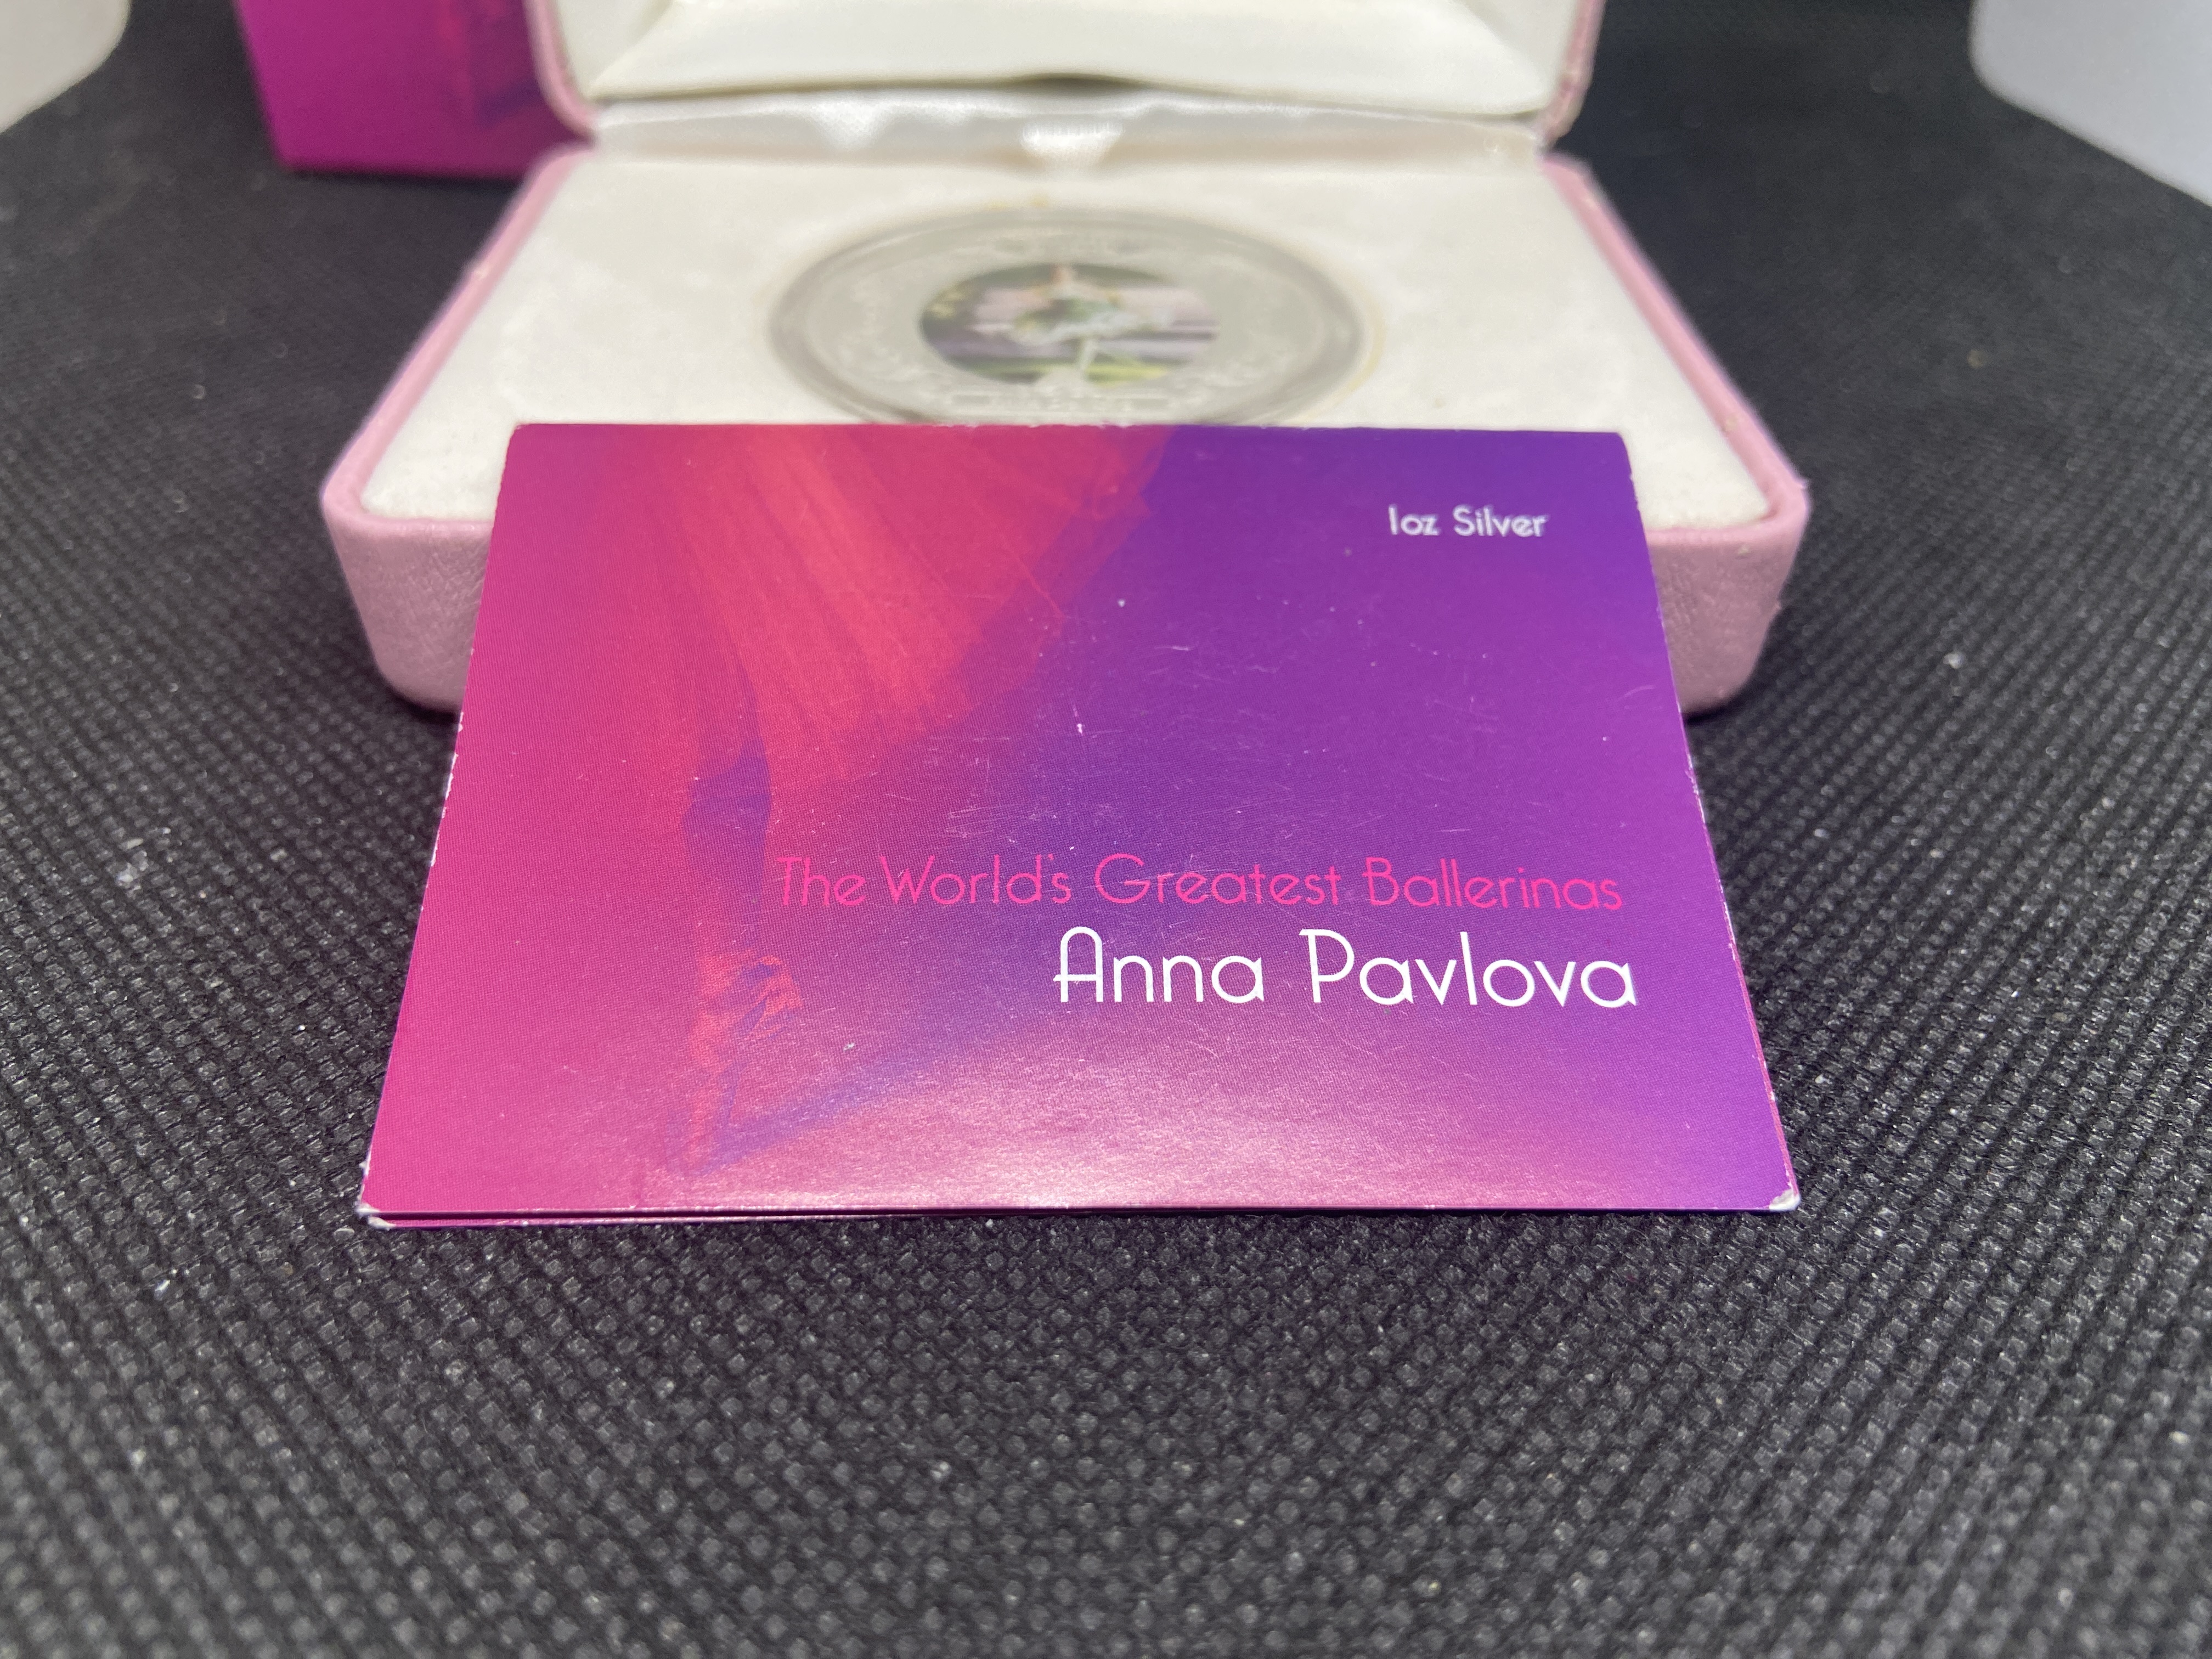 1oz Silver
The World's Greatest Ballerinas
Anna Pavlova